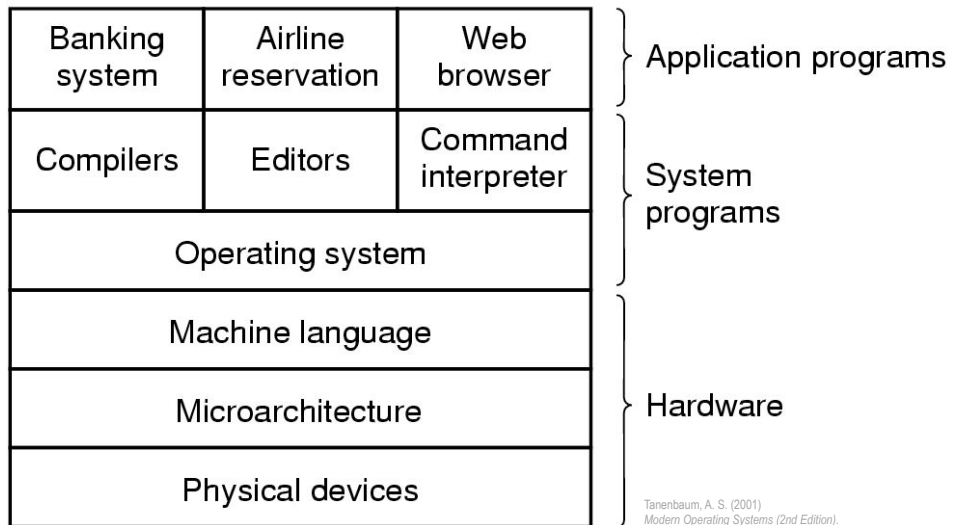 Banking
system
Airline
reservation
Web
browser
Application programs
Compilers
Editors
Command
interpreter
System
programs
Operating system
Machine language
Microarchitecture
Hardware
Physical devices
Tanenbaum, A. S. (2001)
Modern Operating Systems (2nd Edition).